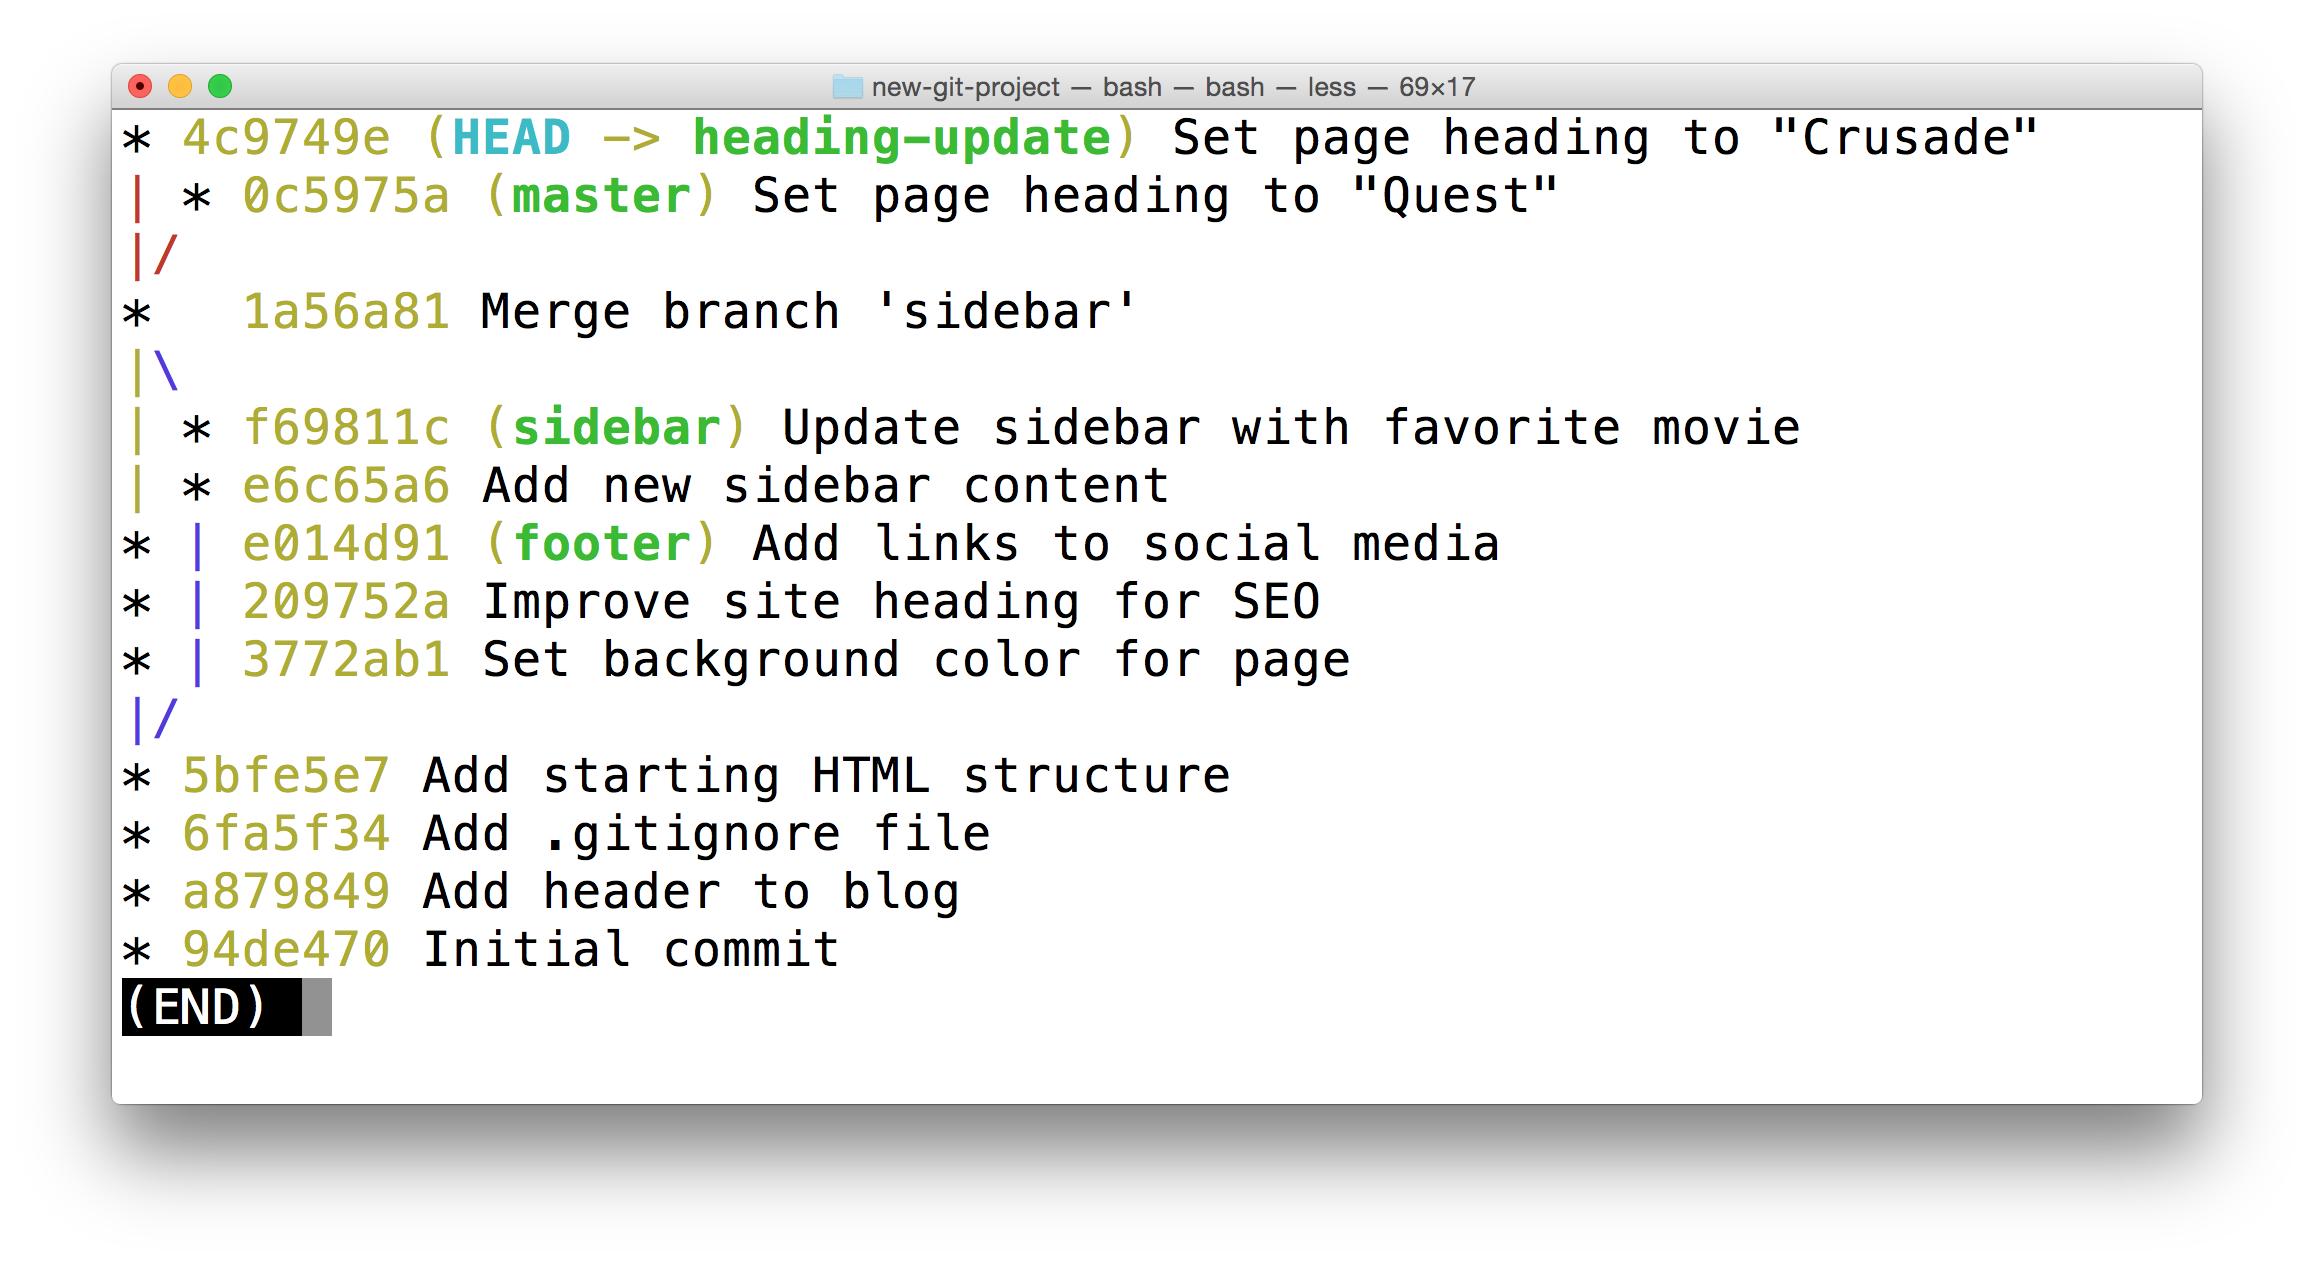 new-git-project — bash — bash — less — 69×17
* 4c9749e (HEAD -> heading-update) Set page heading to "Crusade"
| * 0c5975a (master) Set page heading to "Quest"
|/
*   1a56a81 Merge branch 'sidebar'
|\
| * f69811c (sidebar) Update sidebar with favorite movie
| * e6c65a6 Add new sidebar content
* | e014d91 (footer) Add links to social media
* | 209752a Improve site heading for SEO
* | 3772ab1 Set background color for page
|/
* 5bfe5e7 Add starting HTML structure
* 6fa5f34 Add .gitignore file
* a879849 Add header to blog
* 94de470 Initial commit
(END)